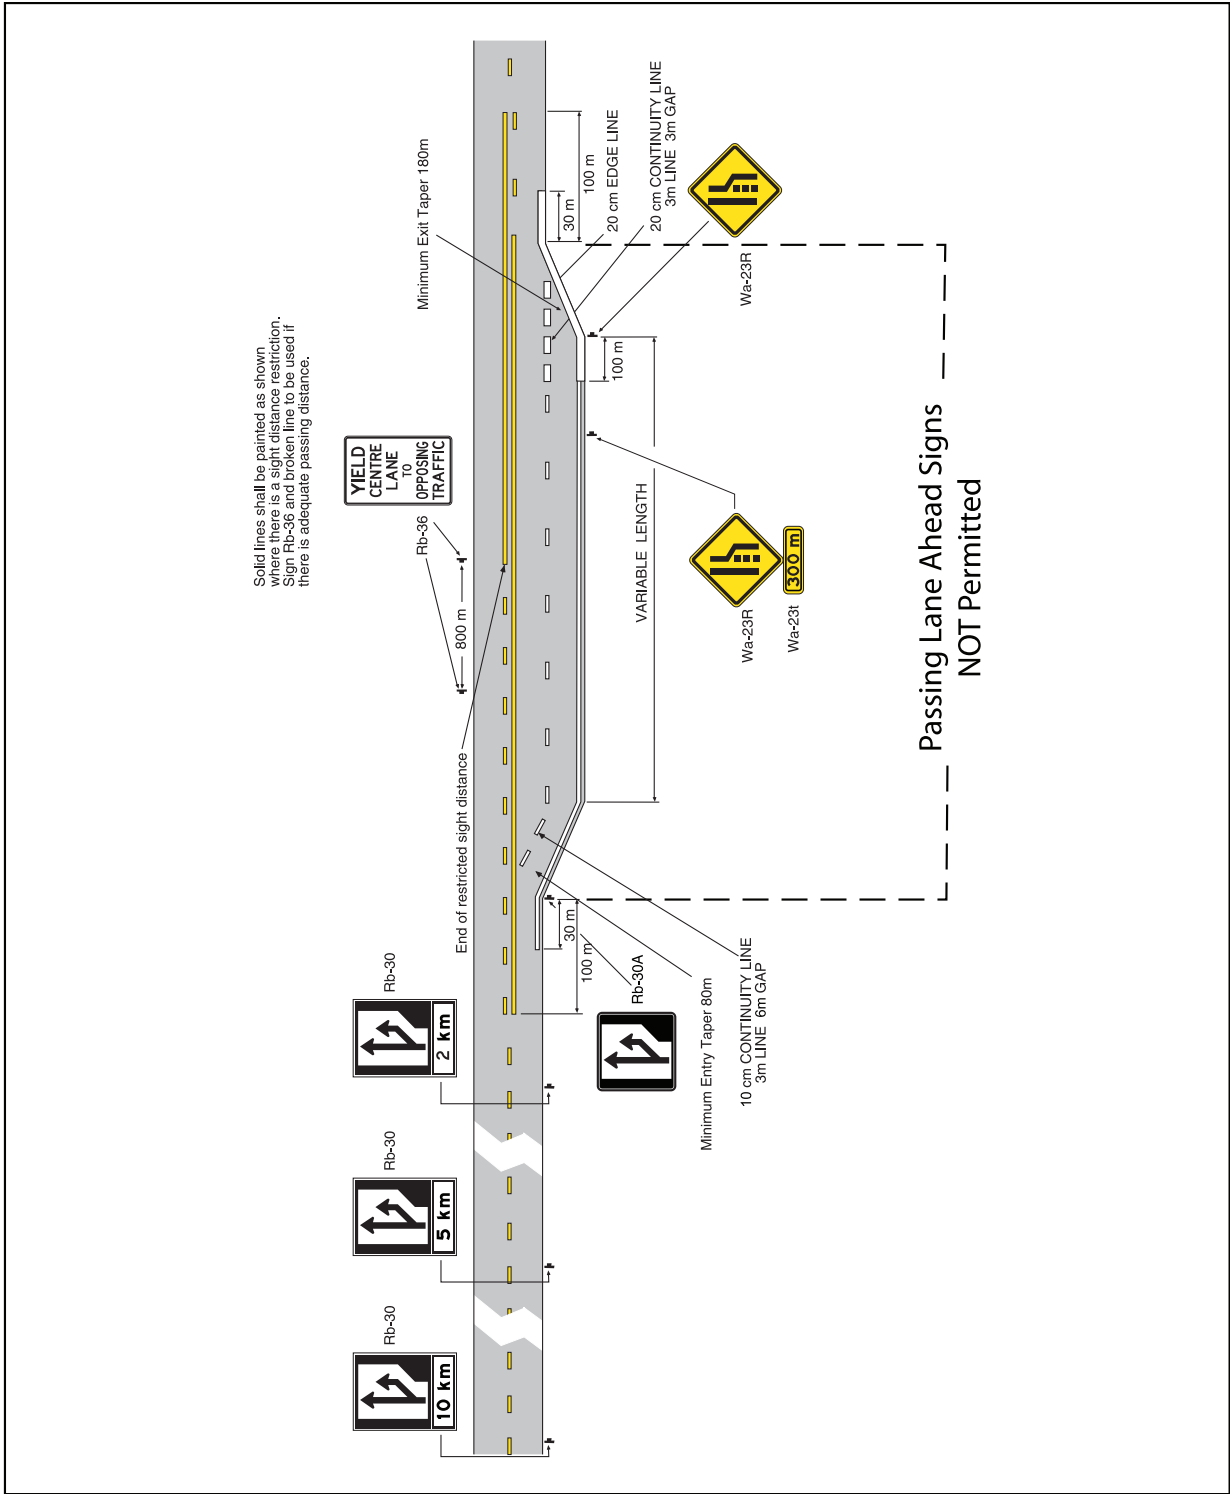 Solid lines shall be painted as shown
where there is a sight distance restriction.
Sign Rb-36 and broken line to be used if
there is adequate passing distance.
Rb-30
10 km
Rb-30
5 km
Rb-30
2 km
YIELD
CENTRE
LANE
TO
OPPOSING
TRAFFIC
Rb-36
800 m
End of restricted sight distance
Minimum Exit Taper 180m
100 m
30 m
20 cm EDGE LINE
20 cm CONTINUITY LINE
3m LINE 3m GAP
Wa-23R
100 m
VARIABLE LENGTH
Wa-23R
300 m
Wa-23t
30 m
100 m
Rb-30A
Minimum Entry Taper 80m
10 cm CONTINUITY LINE
3m LINE 6m GAP
Passing Lane Ahead Signs
NOT Permitted